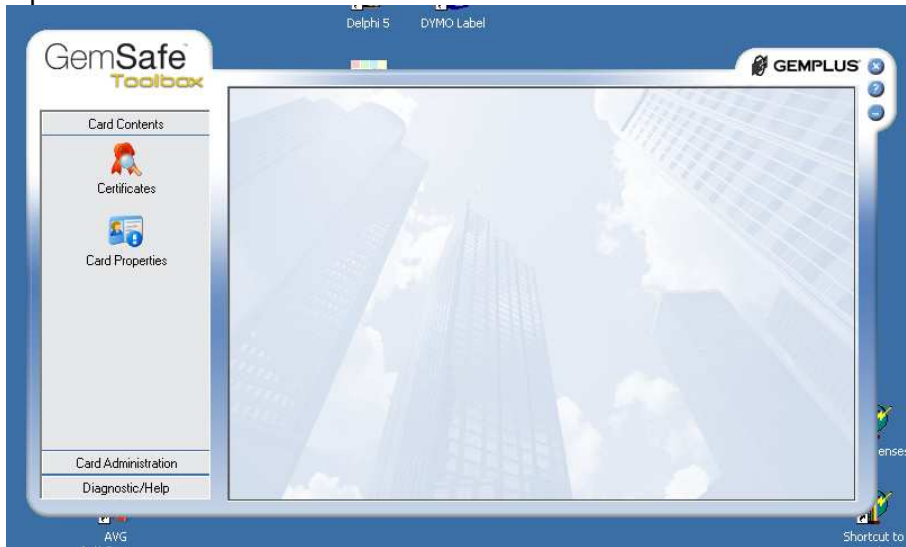 Delphi 5
DYMO Label
GemSafe
Toolbox
GEMPLUS
Card Contents
Certificates
Card Properties
Card Administration
Diagnostic/Help
AVG
Shortcut to